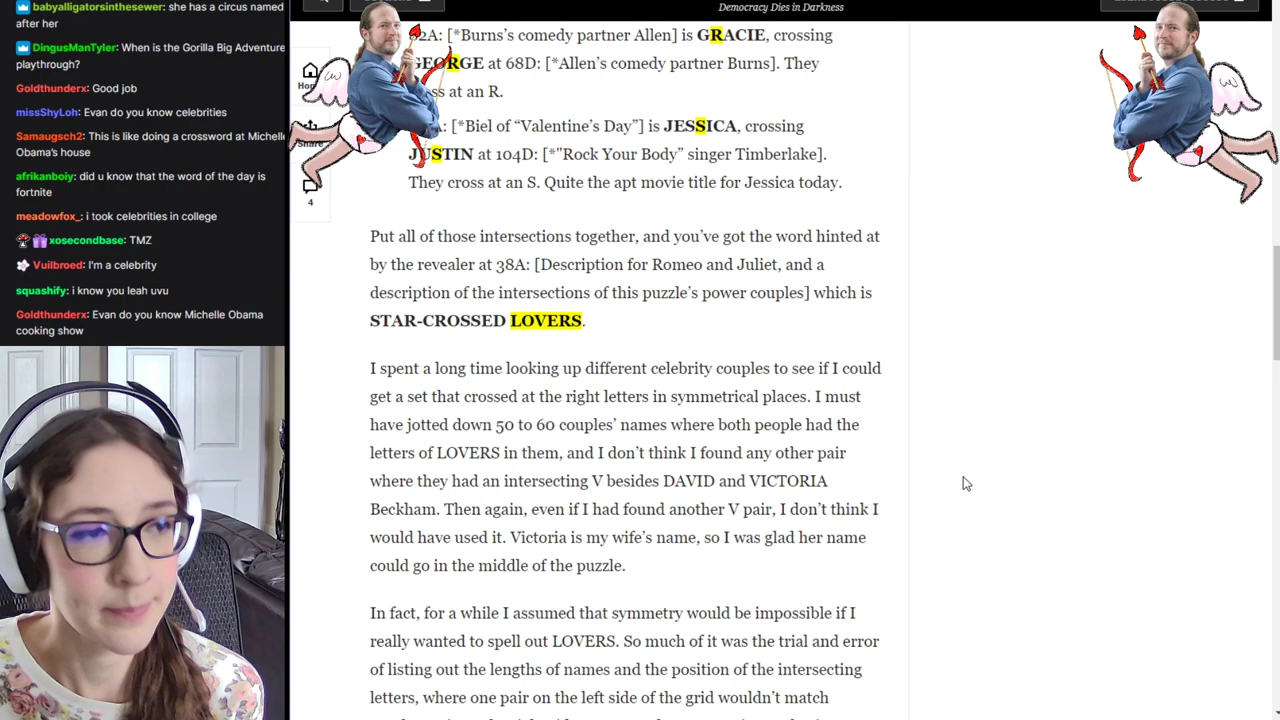 babyalligatorsinthesewer: she has a circus named
after her
DingusManTyler: When is the Gorilla Big Adventure
playthrough?
Goldthunderx: Good job
missShyLoh: Evan do you know celebrities
Samaugsch2: This is like doing a crossword at Michelle
Obama's house
afrikanboiy: did u know that the word of the day is
fortnite
meadowfox_: i took celebrities in college
xosecondbase: TMZ
Vuilbroed: I'm a celebrity
squashify: i know you leah uvu
Goldthunderx: Evan do you know Michelle Obama
cooking show
Democracy Dies in Darkness
Share
4
[*Burns’s comedy partner Allen] is GRACIE, crossing
GEORGE at 68D: [*Allen’s comedy partner Burns]. They
at an R.
[*Biel of “Valentine’s Day”] is JESSICA, crossing
JUSTIN at 104D: [*"Rock Your Body” singer Timberlake].
They cross at an S. Quite the apt movie title for Jessica today.
Put all of those intersections together, and you’ve got the word hinted at
by the revealer at 38A: [Description for Romeo and Juliet, and a
description of the intersections of this puzzle’s power couples] which is
STAR-CROSSED LOVERS.
I spent a long time looking up different celebrity couples to see if I could
get a set that crossed at the right letters in symmetrical places. I must
have jotted down 50 to 60 couples’ names where both people had the
letters of LOVERS in them, and I don’t think I found any other pair
where they had an intersecting V besides DAVID and VICTORIA
Beckham. Then again, even if I had found another V pair, I don’t think I
would have used it. Victoria is my wife’s name, so I was glad her name
could go in the middle of the puzzle.
In fact, for a while I assumed that symmetry would be impossible if I
really wanted to spell out LOVERS. So much of it was the trial and error
of listing out the lengths of names and the position of the intersecting
letters, where one pair on the left side of the grid wouldn’t match